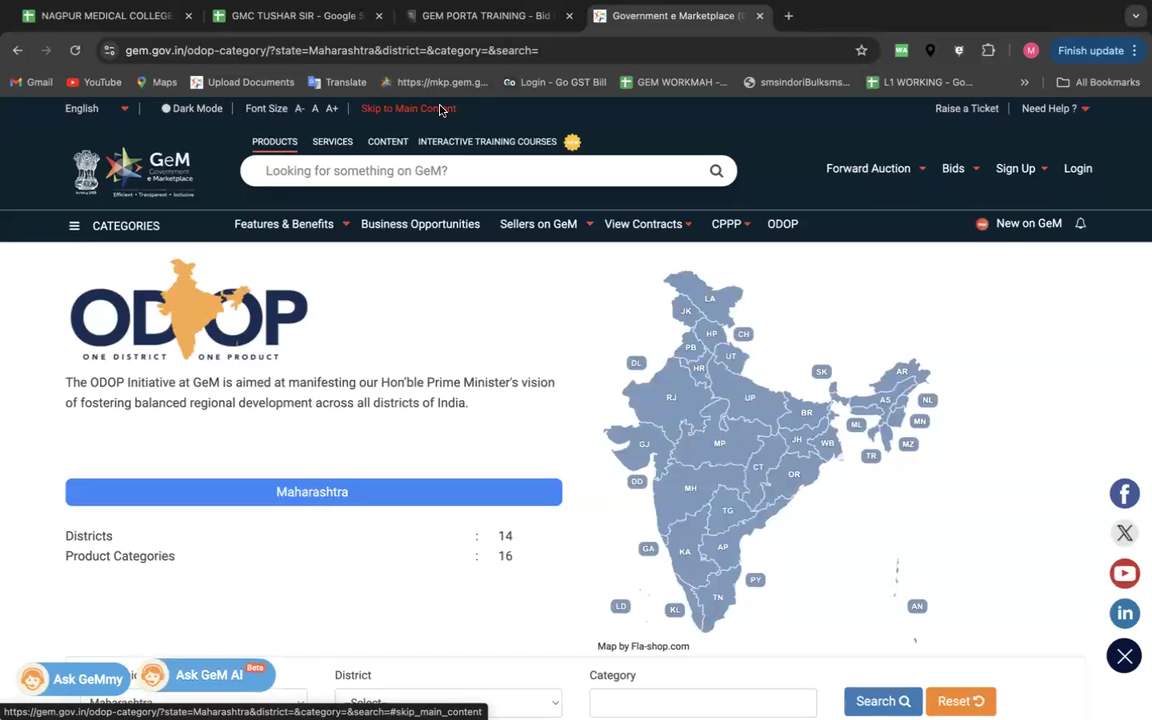 NAGPUR MEDICAL COLLEGE
GMC TUSHAR SIR - Google S
GEM PORTA TRAINING - Bid
Government e Marketplace (
gem.gov.in/odop-category/?state=Maharashtra&district=&category=&search=
M
Finish update
Gmail
YouTube
Maps
Upload Documents
Translate
https://mkp.gem.g...
Login - Go GST Bill
GEM WORKMAH -...
smsindoriBulksms...
L1 WORKING - Go...
All Bookmarks
English
Dark Mode
Font Size A- A A+
Skip to Main Content
Raise a Ticket
Need Help ?
PRODUCTS
SERVICES
CONTENT
INTERACTIVE TRAINING COURSES
GeM
Government
e Marketplace
Efficient • Transparent • Inclusive
Looking for something on GeM?
Forward Auction
Bids
Sign Up
Login
CATEGORIES
Features & Benefits
Business Opportunities
Sellers on GeM
View Contracts
CPPP
ODOP
New on GeM
ODOP
ONE DISTRICT ONE PRODUCT
The ODOP Initiative at GeM is aimed at manifesting our Hon'ble Prime Minister's vision
of fostering balanced regional development across all districts of India.
Maharashtra
Districts : 14
Product Categories : 16
LA
JK
HP
CH
PB
UT
DL
HR
SK
AR
RJ
UP
AS
NL
BR
ML
MN
GJ
MP
JH
WB
MZ
TR
CT
OR
DD
MH
TG
GA
KA
AP
PY
TN
LD
KL
AN
Map by Fla-shop.com
District
Category
Ask GeMmy
Ask GeM AI
Beta
Maharashtra
--Select--
Search
Reset
https://gem.gov.in/odop-category/?state=Maharashtra&district=&category=&search=#skip_main_content